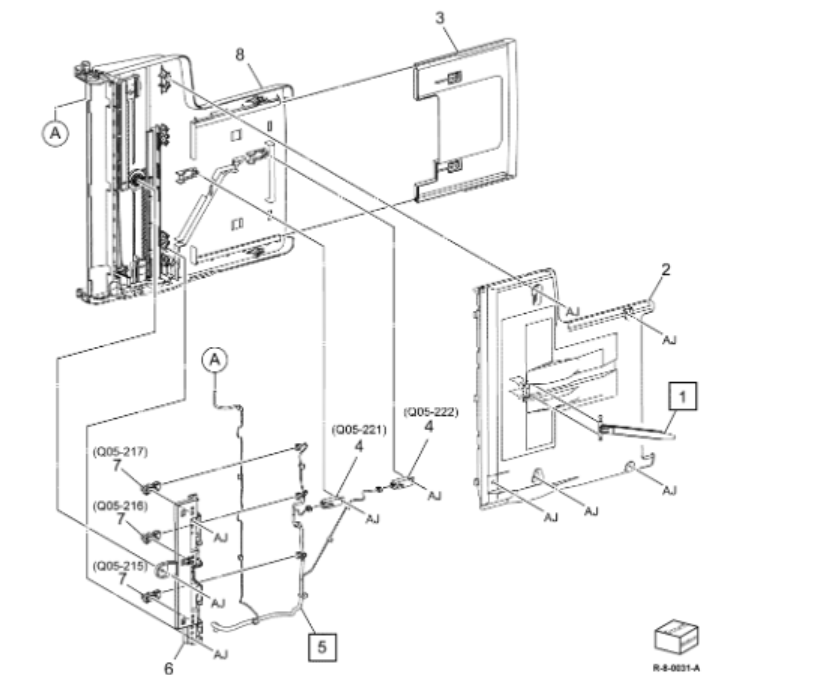 3
8
A
2
AJ
AJ
1
A
(Q05-222)
4
(Q05-221)
4
(Q05-217)
7
AJ
AJ
(Q05-216)
7
AJ
AJ
AJ
AJ
(Q05-215)
7
AJ
5
AJ
6
R-8-0031-A